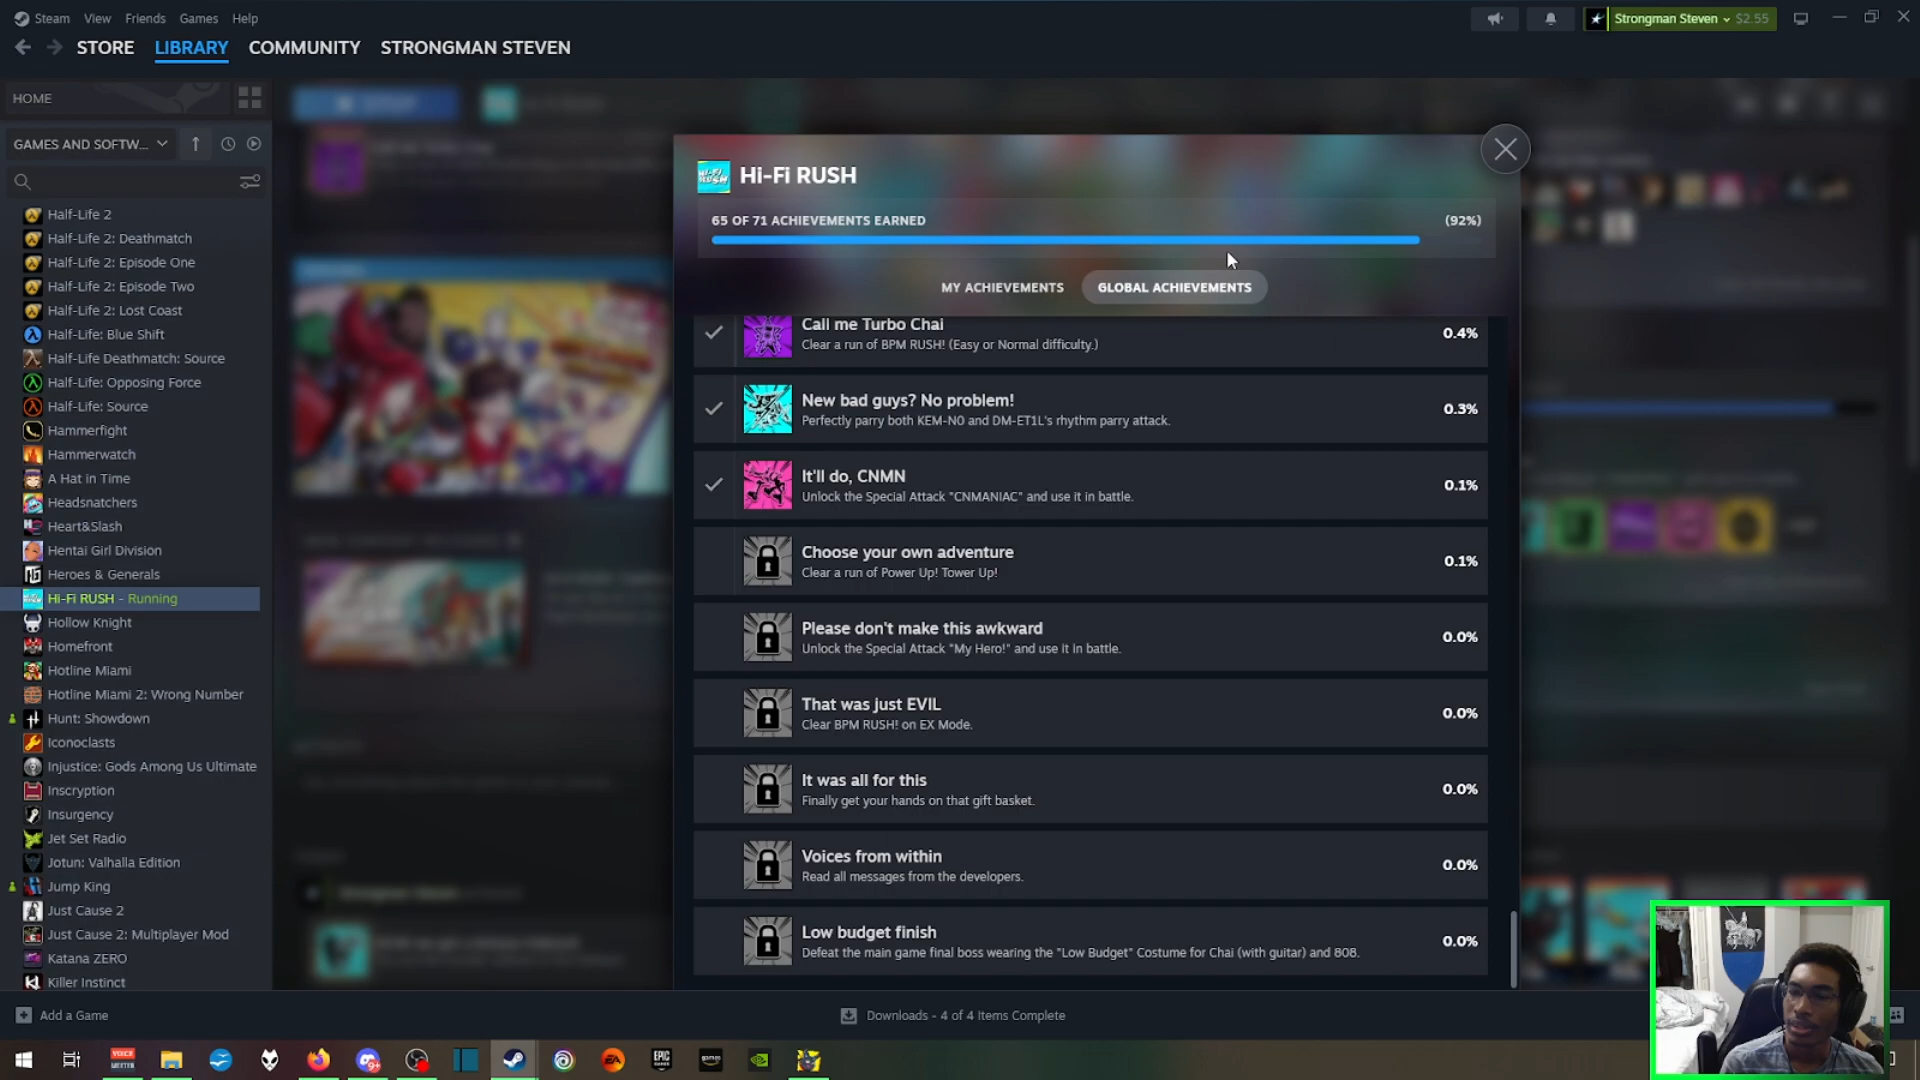 Steam View Friends Games Help
Strongman Steven $2.55
STORE LIBRARY COMMUNITY STRONGMAN STEVEN
HOME
GAMES AND SOFTW...
Half-Life 2
Half-Life 2: Deathmatch
Half-Life 2: Episode One
Half-Life 2: Episode Two
Half-Life 2: Lost Coast
Half-Life: Blue Shift
Half-Life Deathmatch: Source
Half-Life: Opposing Force
Half-Life: Source
Hammerfight
Hammerwatch
A Hat in Time
Headsnatchers
Heart&Slash
Hentai Girl Division
Heroes & Generals
Hi-Fi RUSH - Running
Hollow Knight
Homefront
Hotline Miami
Hotline Miami 2: Wrong Number
Hunt: Showdown
Iconoclasts
Injustice: Gods Among Us Ultimate
Inscryption
Insurgency
Jet Set Radio
Jotun: Valhalla Edition
Jump King
Just Cause 2
Just Cause 2: Multiplayer Mod
Katana ZERO
Killer Instinct
Hi-Fi RUSH
65 OF 71 ACHIEVEMENTS EARNED (92%)
MY ACHIEVEMENTS GLOBAL ACHIEVEMENTS
Call me Turbo Chai
Clear a run of BPM RUSH! (Easy or Normal difficulty.)
0.4%
New bad guys? No problem!
Perfectly parry both KEM-N0 and DM-ET1L's rhythm parry attack.
0.3%
It'll do, CNMN
Unlock the Special Attack "CNMANIAC" and use it in battle.
0.1%
Choose your own adventure
Clear a run of Power Up! Tower Up!
0.1%
Please don't make this awkward
Unlock the Special Attack "My Hero!" and use it in battle.
0.0%
That was just EVIL
Clear BPM RUSH! on EX Mode.
0.0%
It was all for this
Finally get your hands on that gift basket.
0.0%
Voices from within
Read all messages from the developers.
0.0%
Low budget finish
Defeat the main game final boss wearing the "Low Budget" Costume for Chai (with guitar) and 808.
0.0%
Add a Game
Downloads - 4 of 4 Items Complete